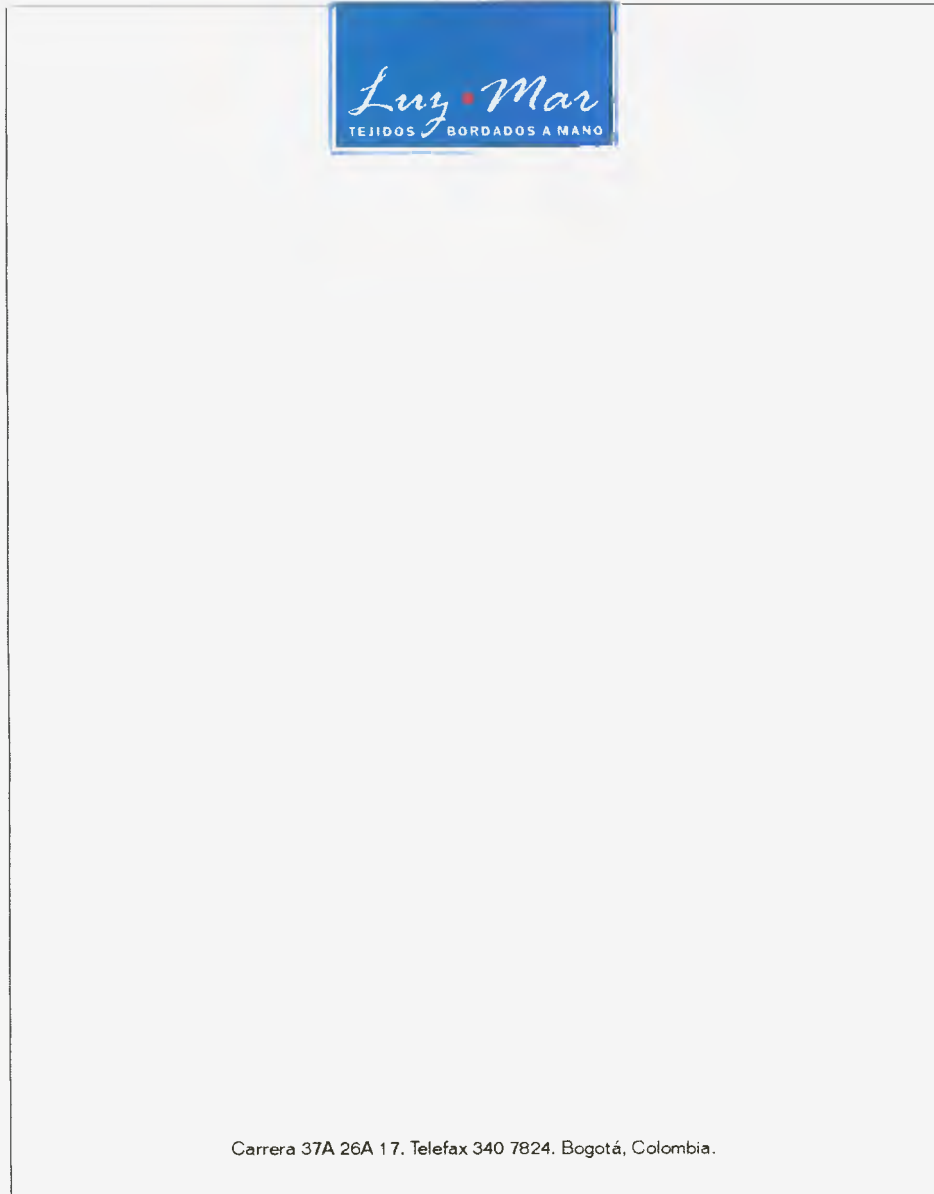 Luz • Mar
TEJIDOS BORDADOS A MANO
Carrera 37A 26A 17. Telefax 340 7824. Bogotá, Colombia.